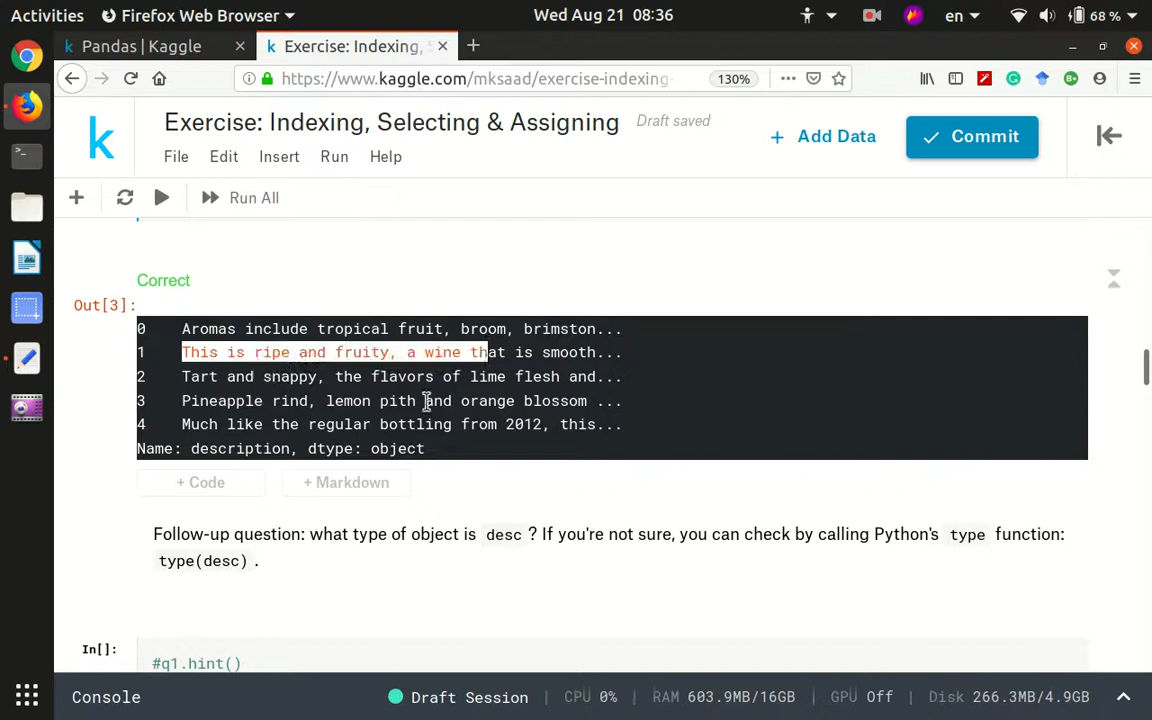 Activities Firefox Web Browser Wed Aug 21 08:36 en 68 %
Pandas | Kaggle Exercise: Indexing,
https://www.kaggle.com/mksaad/exercise-indexing- 130%
Exercise: Indexing, Selecting & Assigning Draft saved
+ Add Data Commit
File Edit Insert Run Help
Run All
Correct
Out[3]:
0 Aromas include tropical fruit, broom, brimston...
1 This is ripe and fruity, a wine that is smooth...
2 Tart and snappy, the flavors of lime flesh and...
3 Pineapple rind, lemon pith and orange blossom ...
4 Much like the regular bottling from 2012, this...
Name: description, dtype: object
+ Code + Markdown
Follow-up question: what type of object is desc ? If you're not sure, you can check by calling Python's type function:
type(desc) .
In[]:
#q1.hint()
Console Draft Session CPU 0% RAM 603.9MB/16GB GPU Off Disk 266.3MB/4.9GB